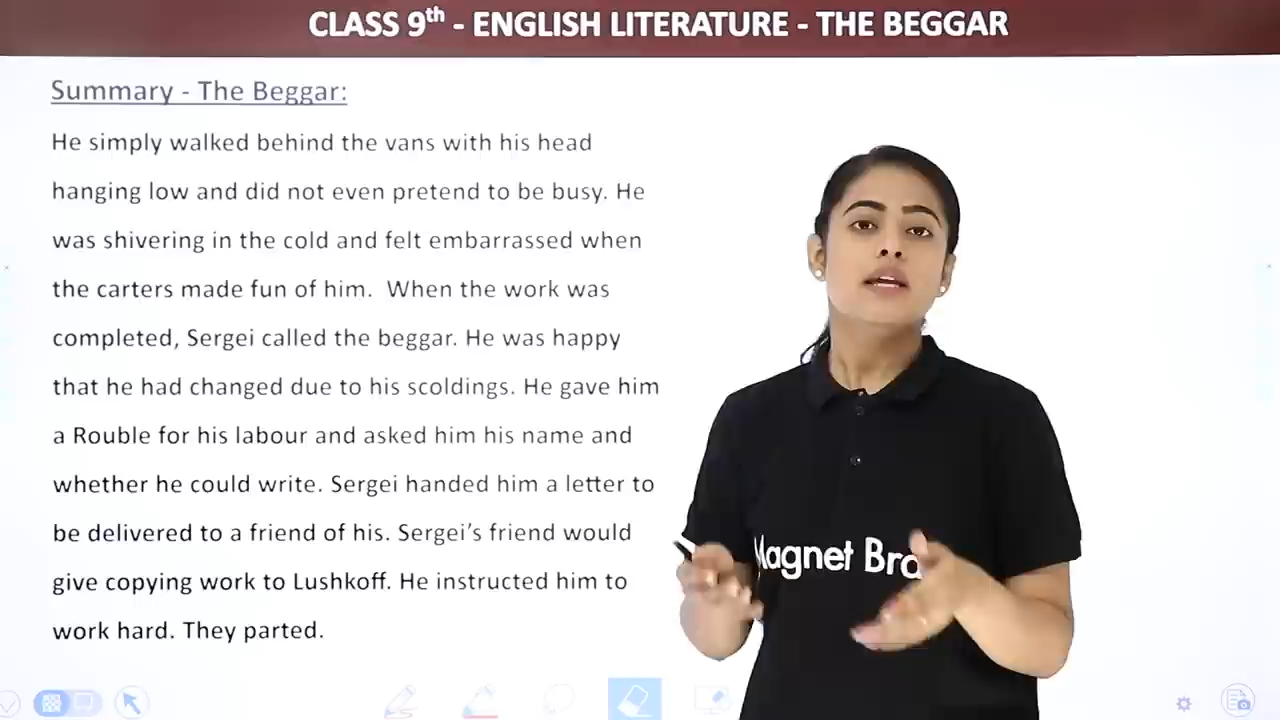 CLASS 9th - ENGLISH LITERATURE - THE BEGGAR
Summary - The Beggar:
He simply walked behind the vans with his head
hanging low and did not even pretend to be busy. He
was shivering in the cold and felt embarrassed when
the carters made fun of him.  When the work was
completed, Sergei called the beggar. He was happy
that he had changed due to his scoldings. He gave him
a Rouble for his labour and asked him his name and
whether he could write. Sergei handed him a letter to
be delivered to a friend of his. Sergei’s friend would
give copying work to Lushkoff. He instructed him to
work hard. They parted.
Magnet Bra